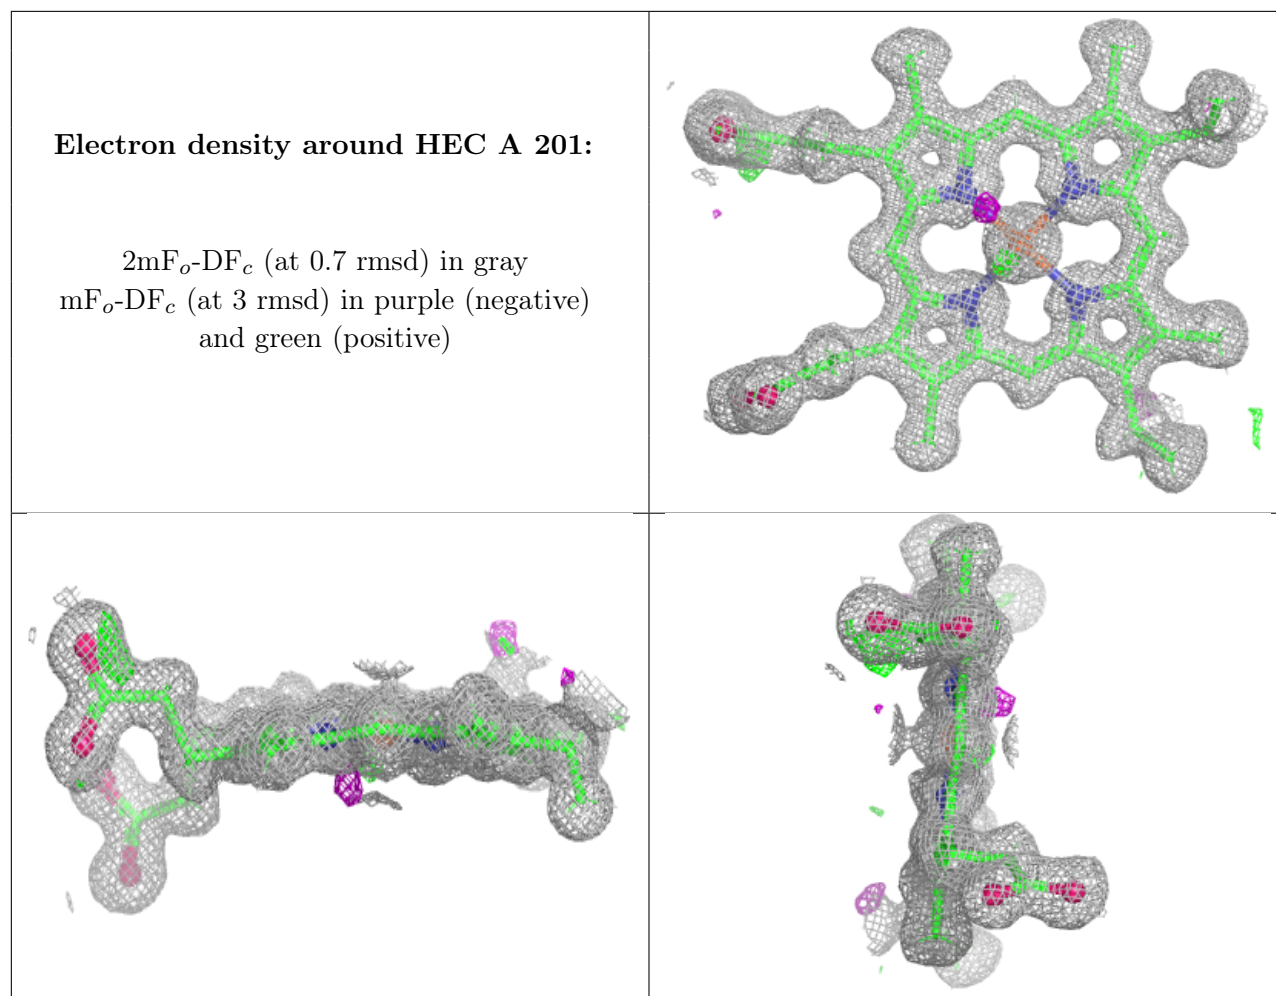 Electron density around HEC A 201:
2mFo-DFc (at 0.7 rmsd) in gray
mFo-DFc (at 3 rmsd) in purple (negative)
and green (positive)